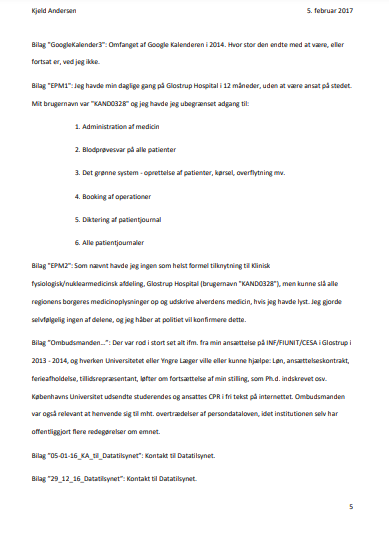 Kjeld Andersen 5. februar 2017
Bilag "GoogleKalender3": Omfanget af Google Kalenderen i 2014. Hvor stor den endte med at være, eller
fortsat er, ved jeg ikke.
Bilag "EPM1": Jeg havde min daglige gang på Glostrup Hospital i 12 måneder, uden at være ansat på stedet.
Mit brugernavn var "KAND0328" og jeg havde jeg ubegrænset adgang til:
1. Administration af medicin
2. Blodprøvesvar på alle patienter
3. Det grønne system - oprettelse af patienter, kørsel, overflytning mv.
4. Booking af operationer
5. Diktering af patientjournal
6. Alle patientjournaler
Bilag "EPM2": Som nævnt havde jeg ingen som helst formel tilknytning til Klinisk
fysiologisk/nuklearmedicinsk afdeling, Glostrup Hospital (brugernavn "KAND0328"), men kunne slå alle
regionens borgeres medicinoplysninger op og udskrive alverdens medicin, hvis jeg havde lyst. Jeg gjorde
selvfølgelig ingen af delene, og jeg håber at politiet vil konfirmere dette.
Bilag "Ombudsmanden...": Der var rod i stort set alt ifm. fra min ansættelse på INF/FIUNIT/CESA i Glostrup i
2013 - 2014, og hverken Universitetet eller Yngre Læger ville eller kunne hjælpe: Løn, ansættelseskontrakt,
ferieafholdelse, tillidsrepræsentant, løfter om fortsættelse af min stilling, som Ph.d. indskrevet osv.
Københavns Universitet udsendte studerendes og ansattes CPR i fri tekst på internettet. Ombudsmanden
var også relevant at henvende sig til mht. overtrædelser af persondataloven, idet institutionen selv har
offentliggjort flere redegørelser om emnet.
Bilag "05-01-16_KA_til_Datatilsynet": Kontakt til Datatilsynet.
Bilag "29_12_16_Datatilsynet": Kontakt til Datatilsynet.
5